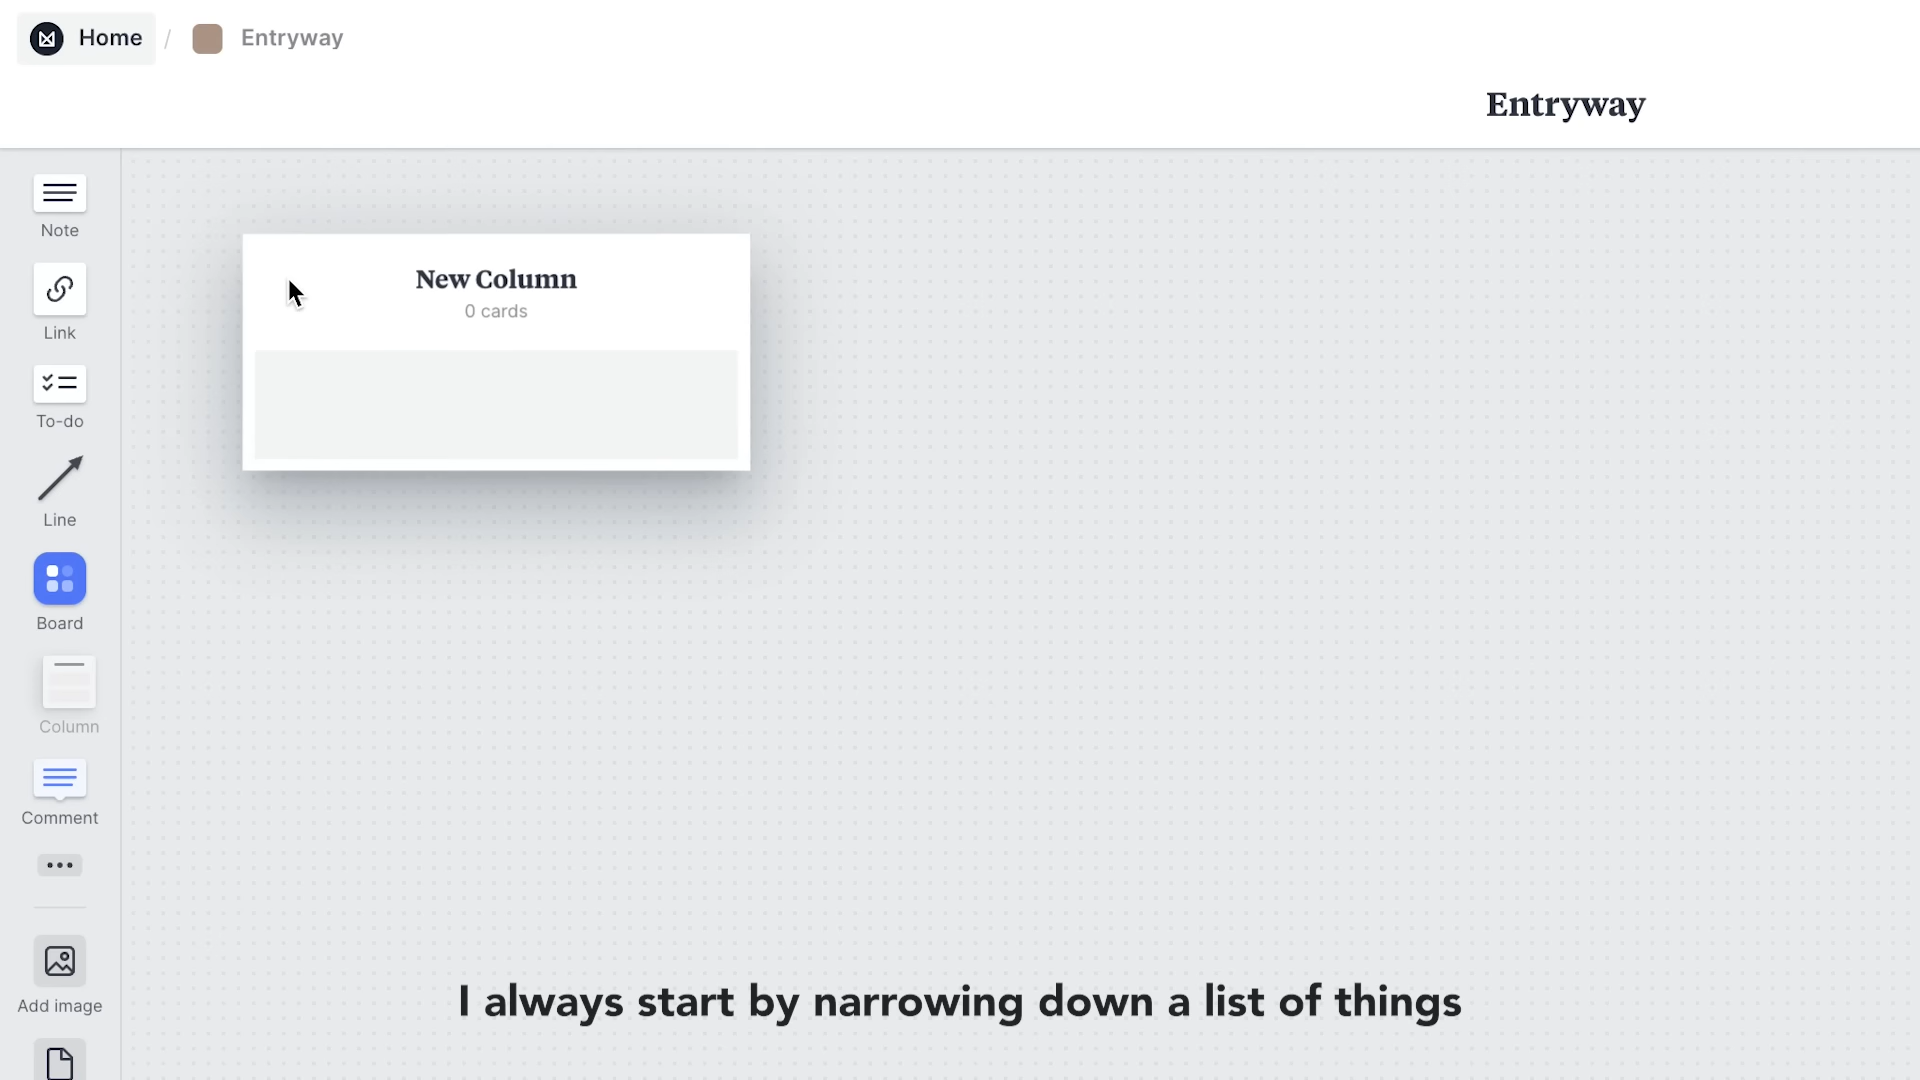 Home / Entryway
Entryway
Note
Link
To-do
Line
Board
Column
Comment
Add image
New Column
0 cards
I always start by narrowing down a list of things